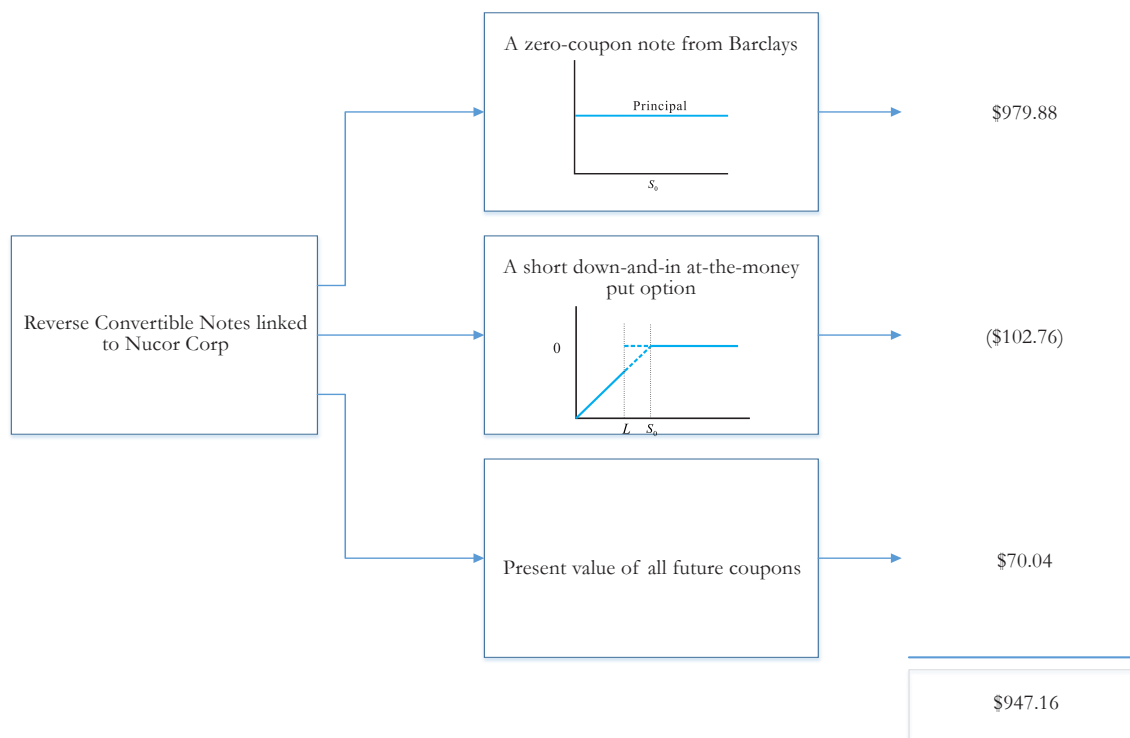 A zero-coupon note from Barclays
Principal
S₀
$979.88
Reverse Convertible Notes linked
to Nucor Corp
A short down-and-in at-the-money
put option
0
L S₀
($102.76)
Present value of all future coupons
$70.04
$947.16